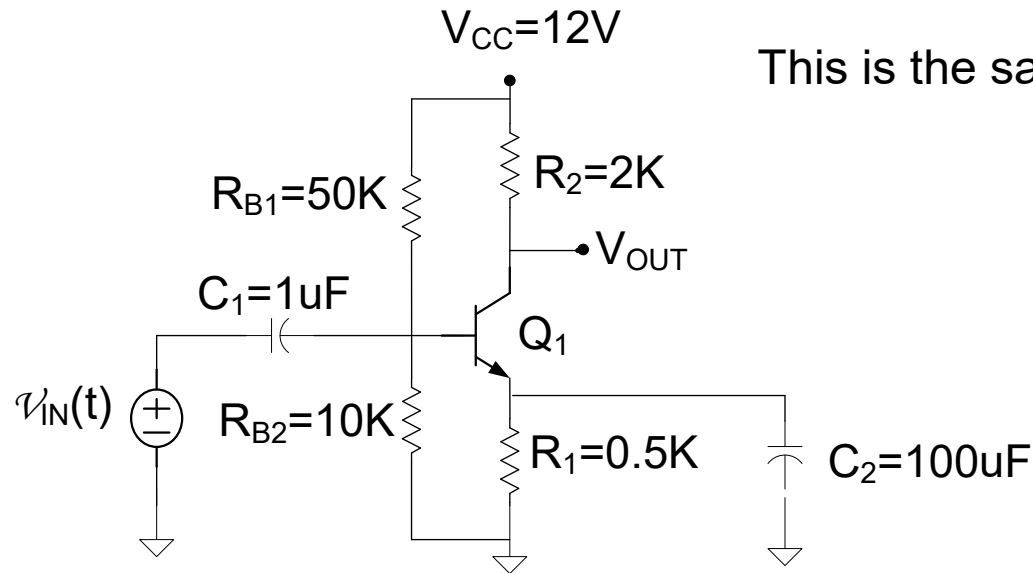 V_CC=12V
This is the
R_B1=50K
R_2=2K
V_OUT
C_1=1uF
Q_1
𝒱_IN(t)
R_B2=10K
R_1=0.5K
C_2=100uF